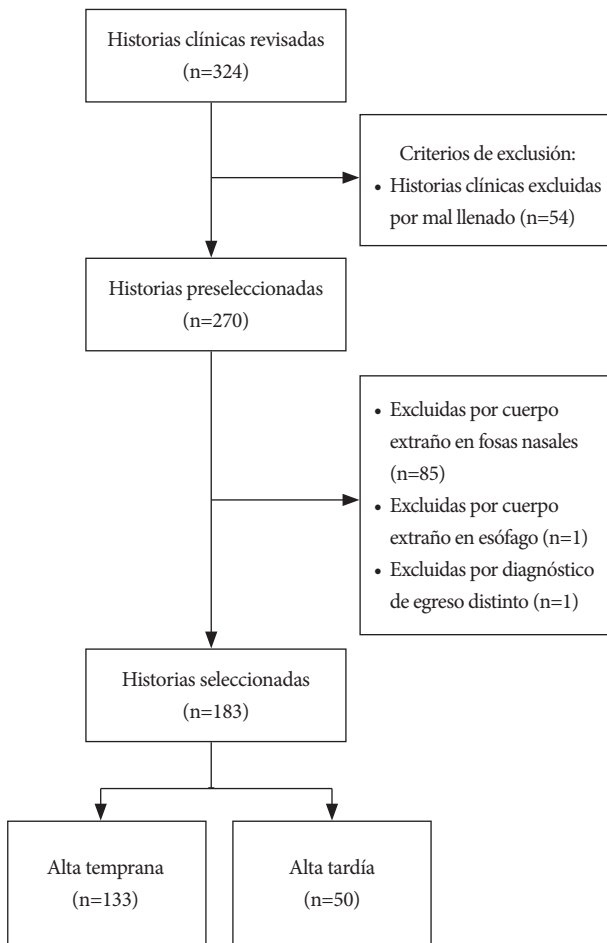 Historias clínicas revisadas
(n=324)
Criterios de exclusión:
• Historias clínicas excluidas
por mal llenado (n=54)
Historias preseleccionadas
(n=270)
• Excluidas por cuerpo
extraño en fosas nasales
(n=85)
• Excluidas por cuerpo
extraño en esófago (n=1)
• Excluidas por diagnóstico
de egreso distinto (n=1)
Historias seleccionadas
(n=183)
Alta temprana
(n=133)
Alta tardía
(n=50)